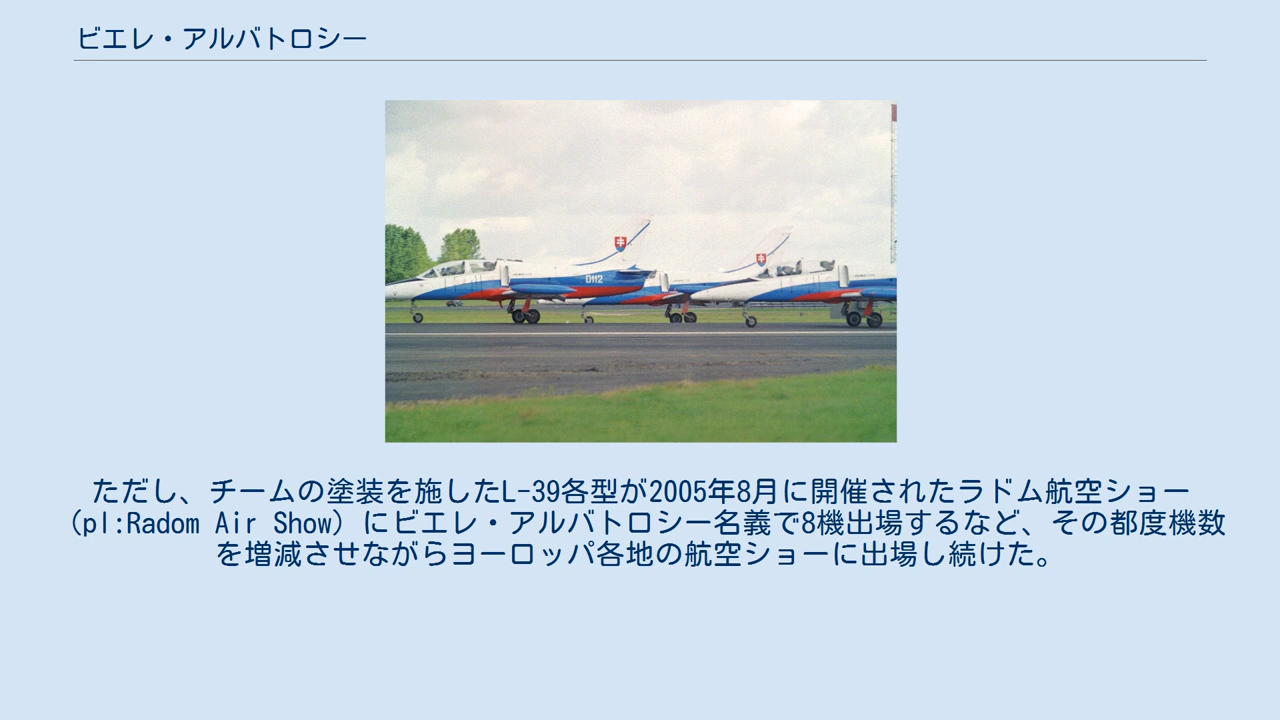 ビエレ・アルバトロシー
D112
ただし、チームの塗装を施したL-39各型が2005年8月に開催されたラドム航空ショー
(pl:Radom Air Show) にビエレ・アルバトロシー名義で8機出場するなど、その都度機数
を増減させながらヨーロッパ各地の航空ショーに出場し続けた。